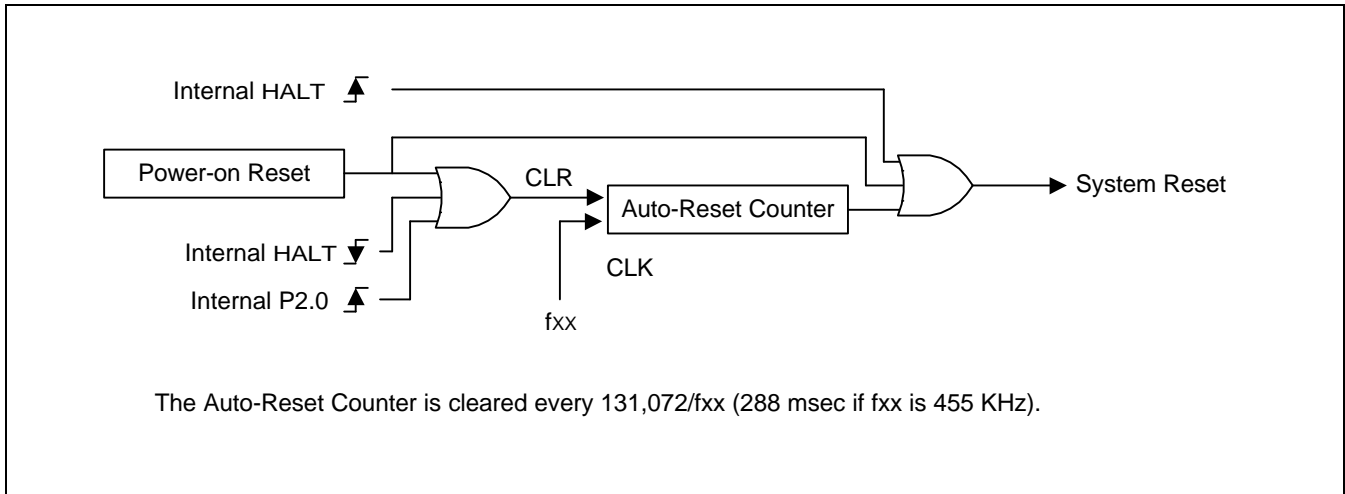 Internal HALT
Power-on Reset
CLR
Auto-Reset Counter
System Reset
Internal HALT
CLK
Internal P2.0
fxx
The Auto-Reset Counter is cleared every 131,072/fxx (288 msec if fxx is 455 KHz).